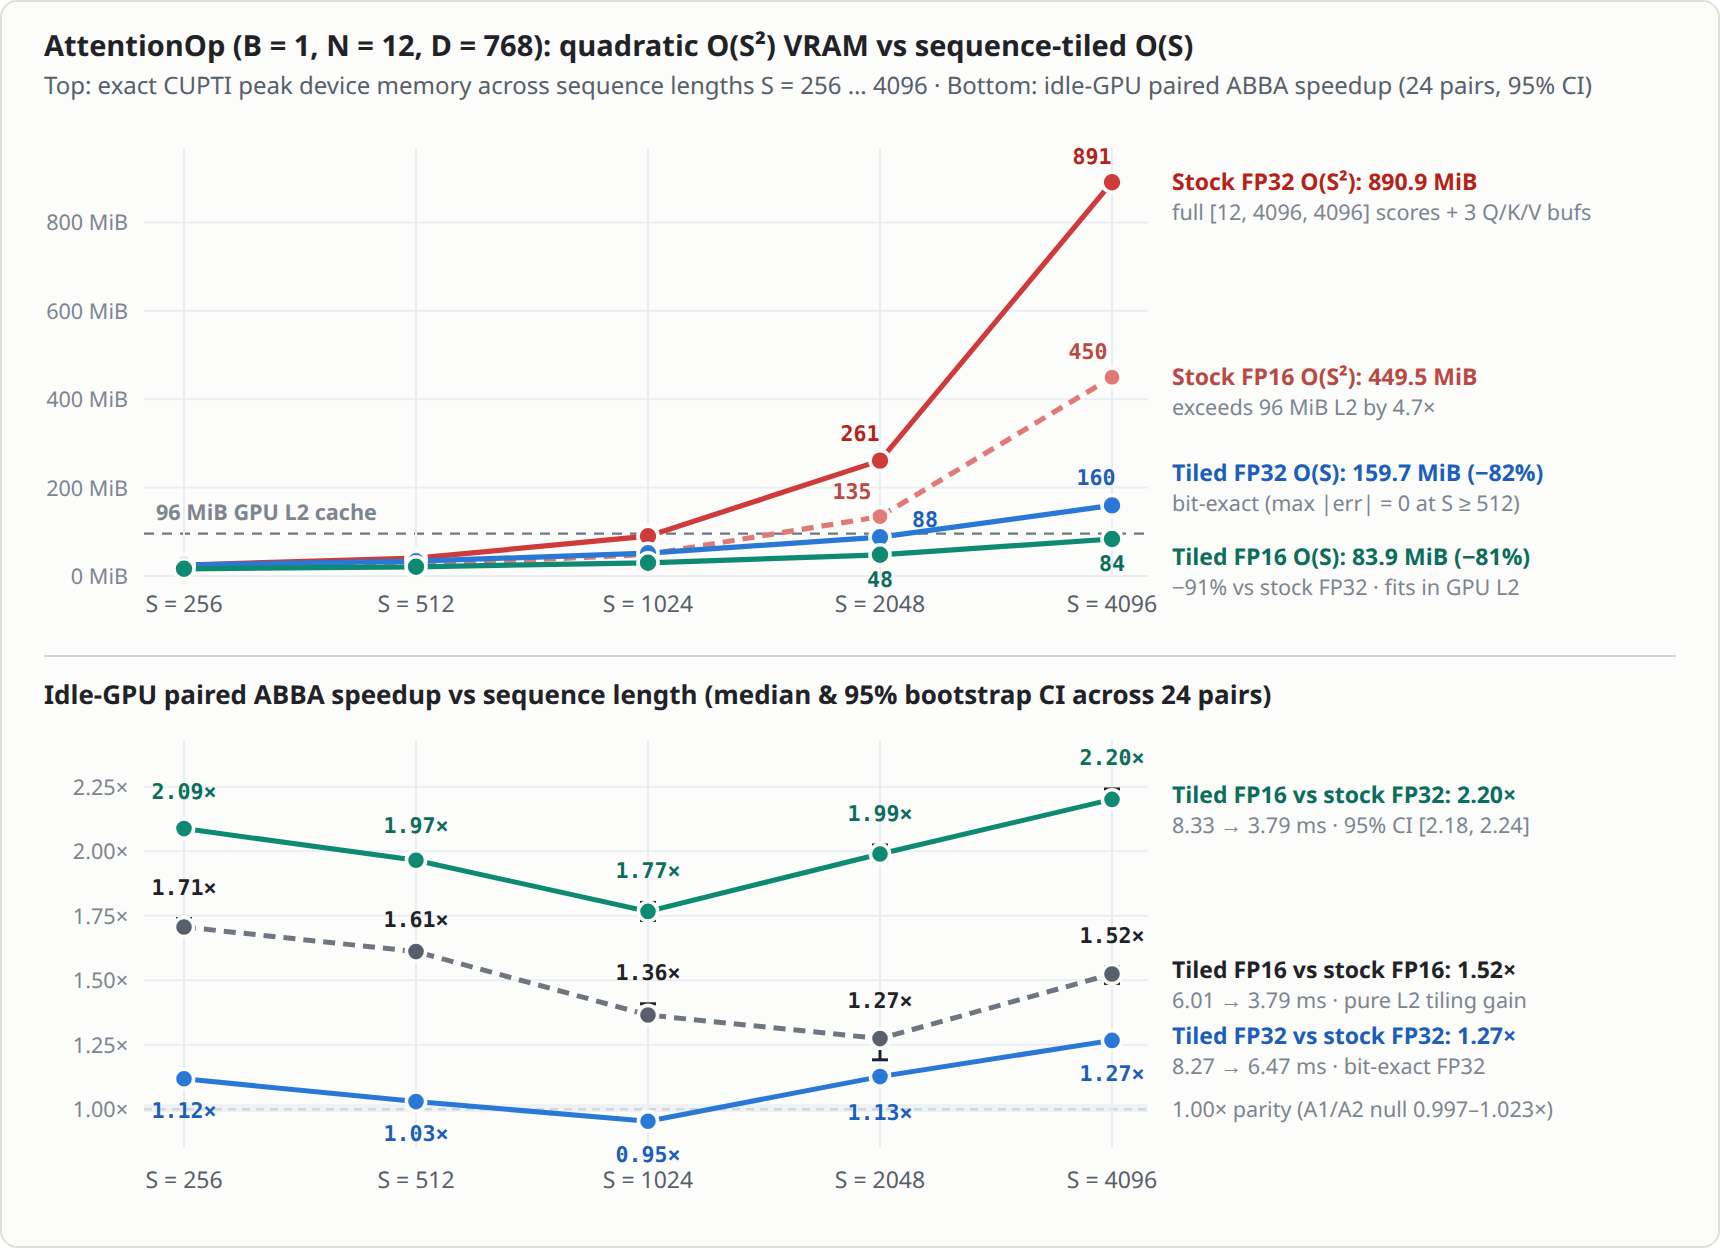 AttentionOp (B = 1, N = 12, D = 768): quadratic O(S²) VRAM vs sequence-tiled O(S)
Top: exact CUPTI peak device memory across sequence lengths S = 256 … 4096 · Bottom: idle-GPU paired ABBA speedup (24 pairs, 95% CI)
891
Stock FP32 O(S²): 890.9 MiB
full [12, 4096, 4096] scores + 3 Q/K/V bufs
800 MiB
600 MiB
450
Stock FP16 O(S²): 449.5 MiB
exceeds 96 MiB L2 by 4.7×
400 MiB
261
Tiled FP32 O(S): 159.7 MiB (−82%)
bit-exact (max |err| = 0 at S ≥ 512)
160
200 MiB
135
96 MiB GPU L2 cache
88
Tiled FP16 O(S): 83.9 MiB (−81%)
−91% vs stock FP32 · fits in GPU L2
84
0 MiB
48
S = 256
S = 512
S = 1024
S = 2048
S = 4096
Idle-GPU paired ABBA speedup vs sequence length (median & 95% bootstrap CI across 24 pairs)
2.20×
2.25×
2.09×
Tiled FP16 vs stock FP32: 2.20×
8.33 → 3.79 ms · 95% CI [2.18, 2.24]
1.97×
1.99×
2.00×
1.77×
1.71×
1.75×
1.61×
1.52×
1.36×
Tiled FP16 vs stock FP16: 1.52×
6.01 → 3.79 ms · pure L2 tiling gain
1.50×
1.27×
Tiled FP32 vs stock FP32: 1.27×
8.27 → 6.47 ms · bit-exact FP32
1.25×
1.27×
1.00×
1.12×
1.03×
0.95×
1.13×
1.00× parity (A1/A2 null 0.997–1.023×)
S = 256
S = 512
S = 1024
S = 2048
S = 4096